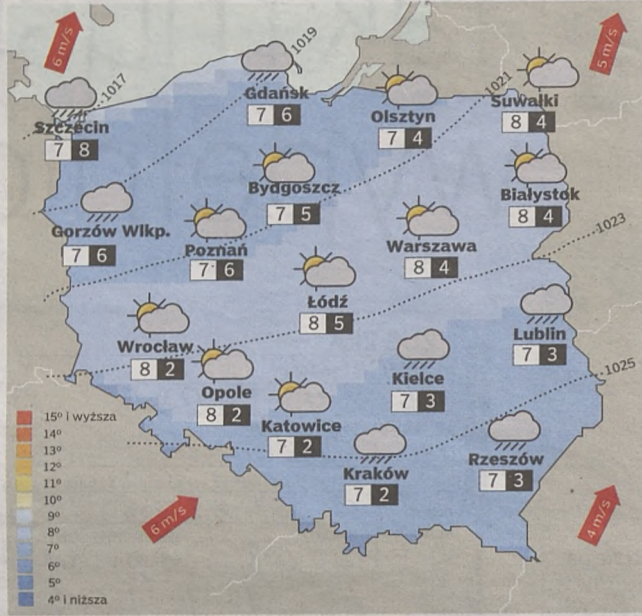 6 m/s
5 m/s
1019
1017
1021
Gdańsk
7 6
Szczecin
7 8
Olsztyn
7 4
Suwałki
8 4
Bydgoszcz
7 5
Białystok
8 4
Gorzów Wlkp.
7 6
Poznań
7 6
Warszawa
8 4
1023
Łódź
8 5
Wrocław
8 2
Lublin
7 3
Opole
8 2
Kielce
7 3
1025
Katowice
7 2
Kraków
7 2
Rzeszów
7 3
6 m/s
4 m/s
15° i wyższa
14°
13°
12°
11°
10°
9°
8°
7°
6°
5°
4° i niższa